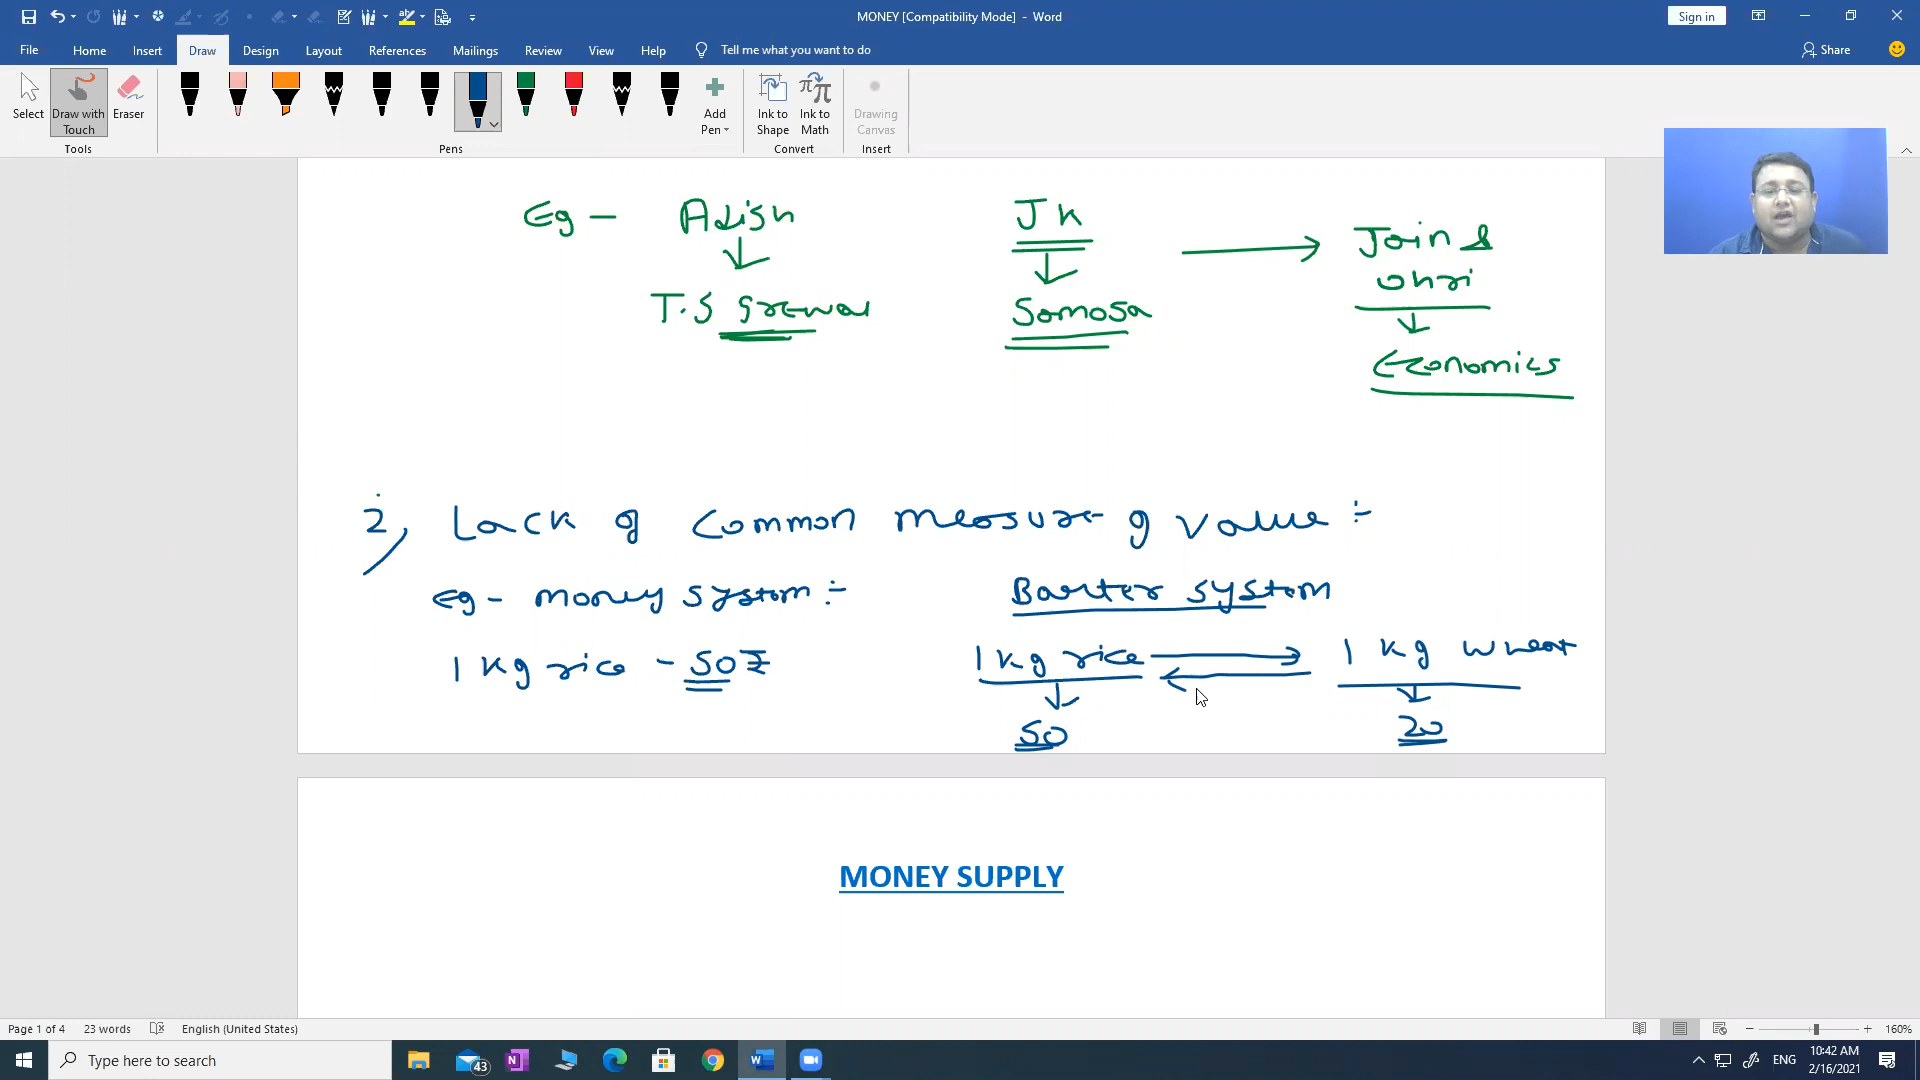 MONEY [Compatibility Mode] - Word
Sign in
File Home Insert Draw Design Layout References Mailings Review View Help Tell me what you want to do
Share
Select
Draw with Touch
Eraser
Add Pen
Ink to Shape
Ink to Math
Drawing Canvas
Tools
Pens
Convert
Insert
Eg - Adish JK Jain &
ohri
T.S Grewal Somosa
Economics
2, Lack of Common measure of value :-
Eg - money system :- Barter system
1 Kg rice - 50₹ 1 Kg rice 1 Kg wheat
50 20
MONEY SUPPLY
Page 1 of 4 23 words English (United States)
160%
Type here to search
43
ENG
10:42 AM
2/16/2021